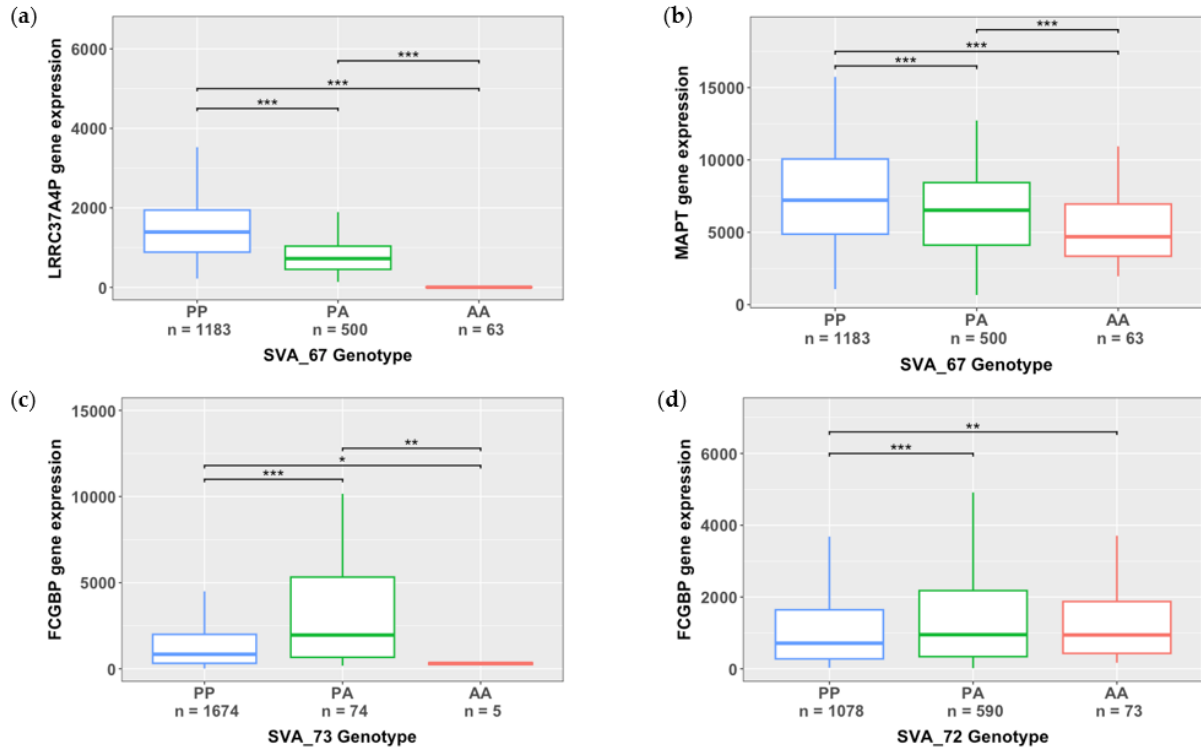 (a)
LRRC37A4P gene expression
6000
4000
2000
0
***
***
***
PP PA AA
n = 1183 n = 500 n = 63
SVA_67 Genotype
(b)
MAPT gene expression
15000
10000
5000
0
***
***
***
PP PA AA
n = 1183 n = 500 n = 63
SVA_67 Genotype
(c)
FCGBP gene expression
15000
10000
5000
0
**
*
***
PP PA AA
n = 1674 n = 74 n = 5
SVA_73 Genotype
(d)
FCGBP gene expression
6000
4000
2000
0
**
***
PP PA AA
n = 1078 n = 590 n = 73
SVA_72 Genotype